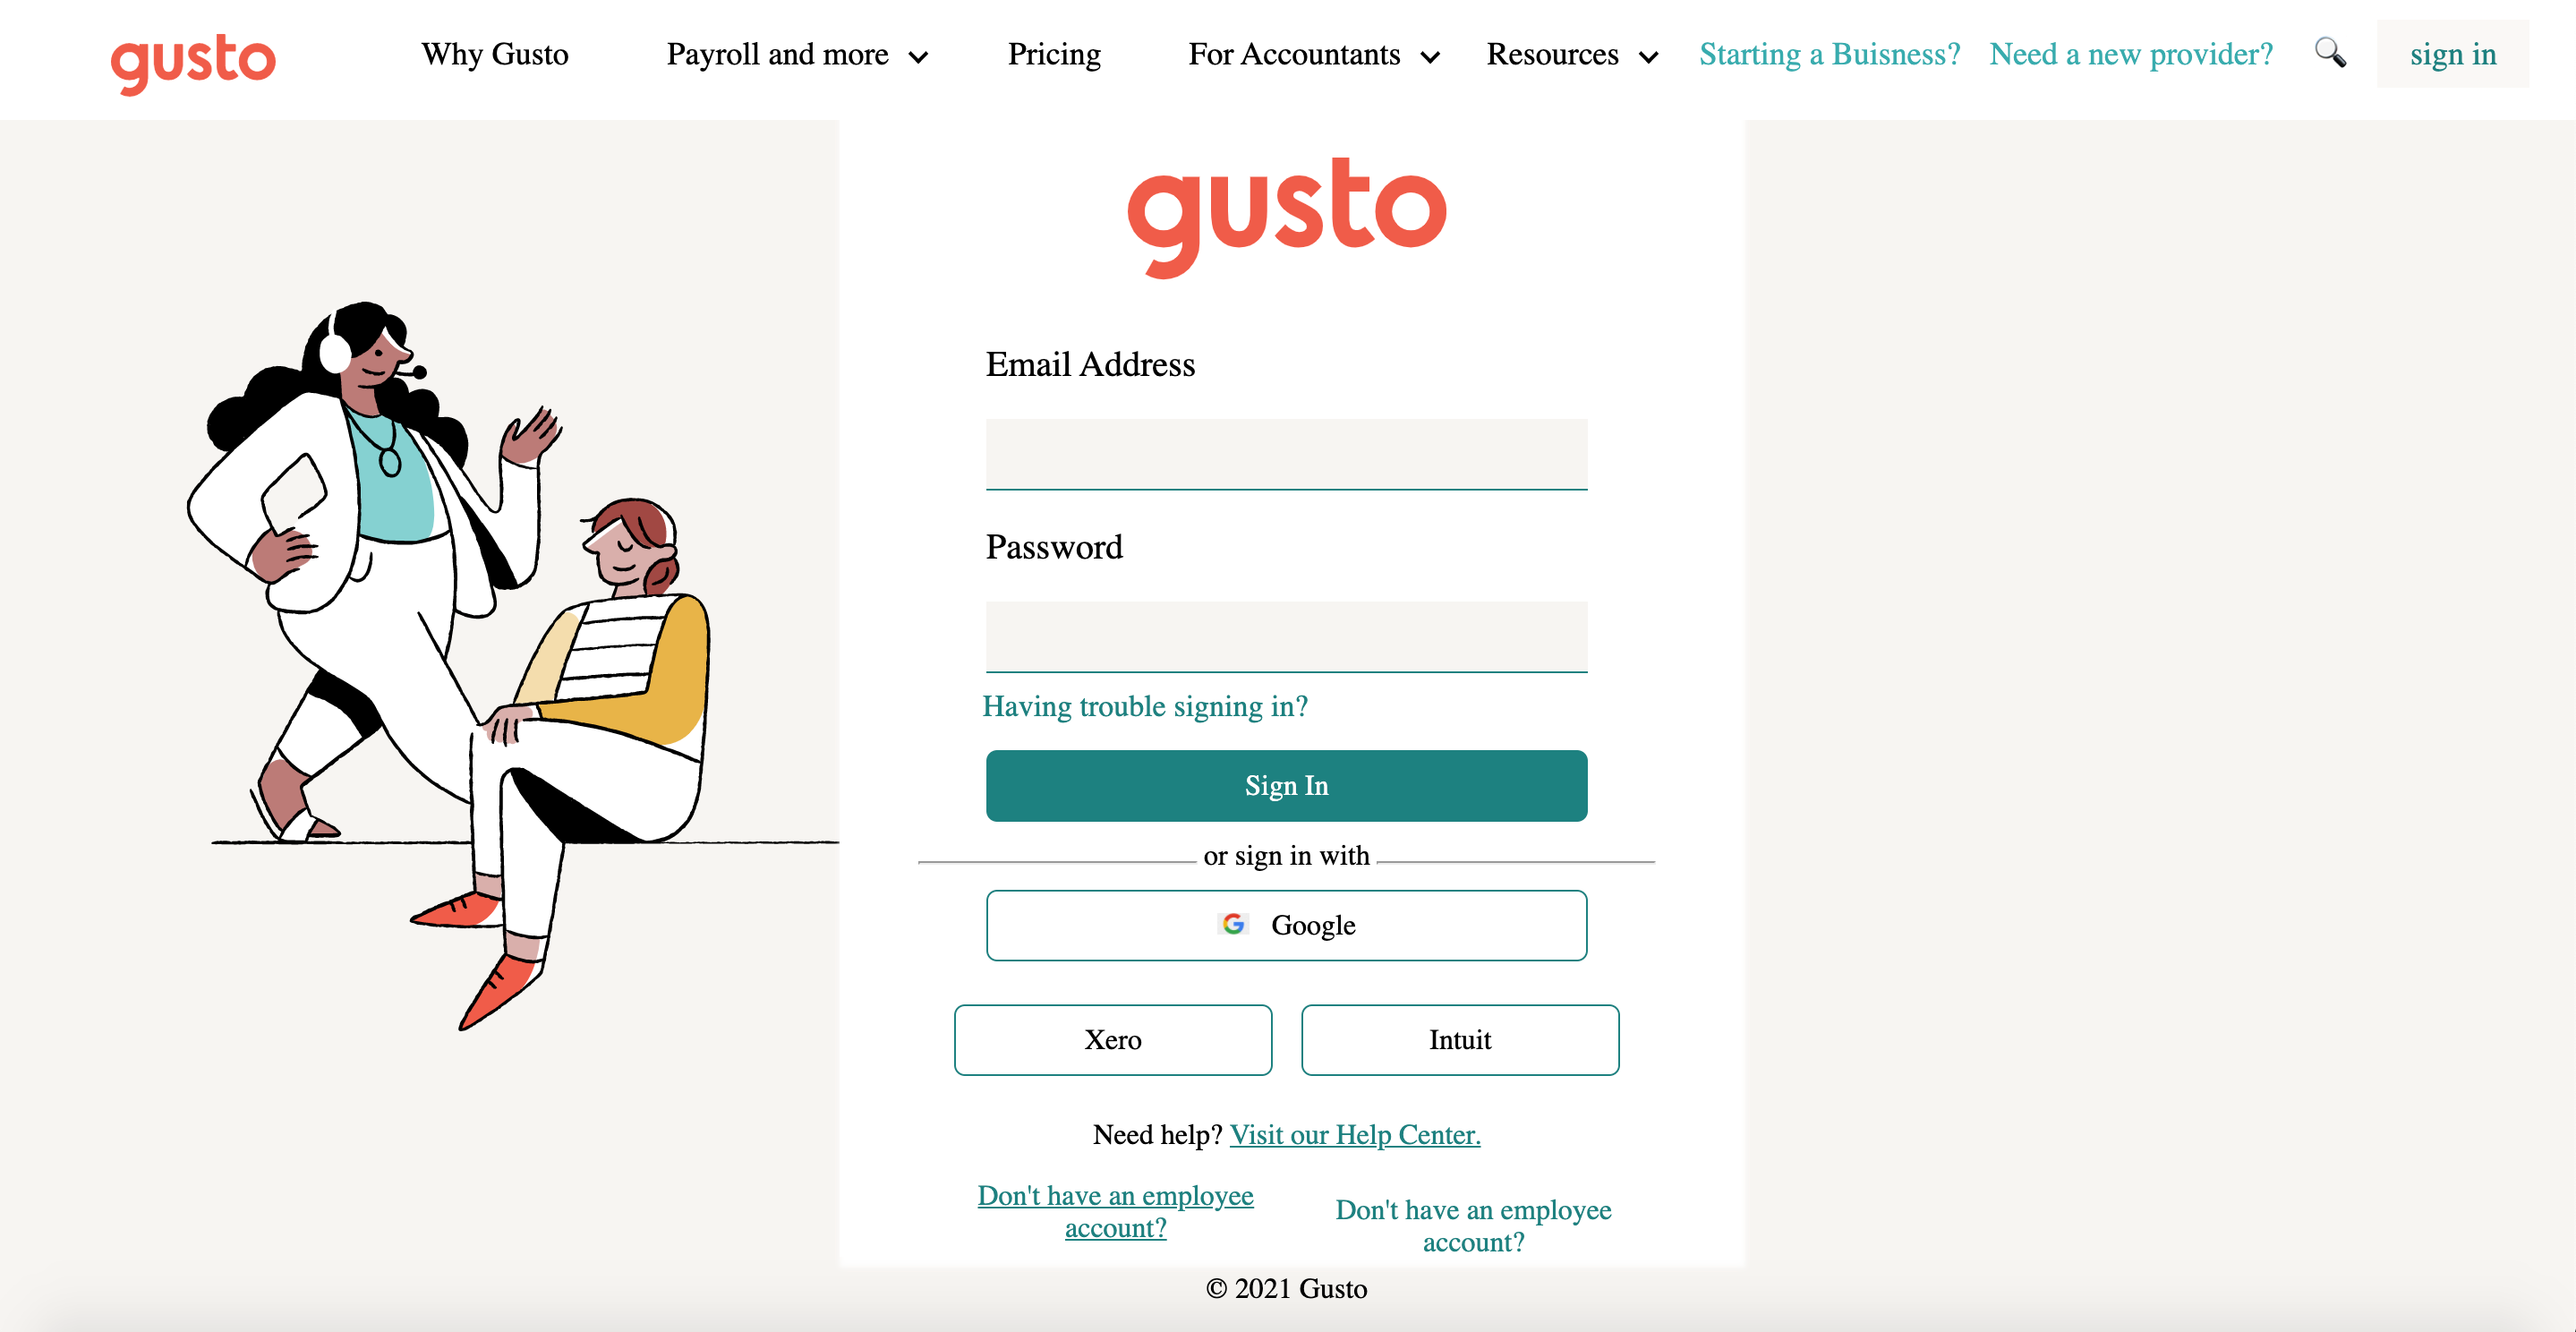 gusto
Why Gusto
Payroll and more
Pricing
For Accountants
Resources
Starting a Buisness?
Need a new provider?
sign in
gusto
Email Address
Password
Having trouble signing in?
Sign In
or sign in with
G Google
Xero
Intuit
Need help? Visit our Help Center.
Don't have an employee
account?
Don't have an employee
account?
© 2021 Gusto